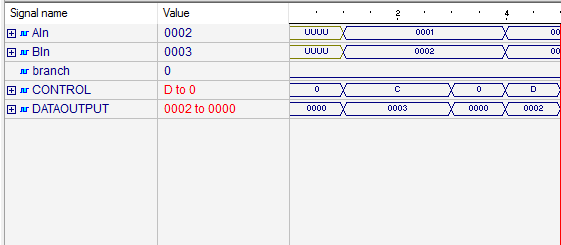 Signal name Value 2 4
AIn 0002 UUUU 0001 00
BIn 0003 UUUU 0002 00
branch 0
CONTROL D to 0 0 C 0 D
DATAOUTPUT 0002 to 0000 0000 0003 0000 0002